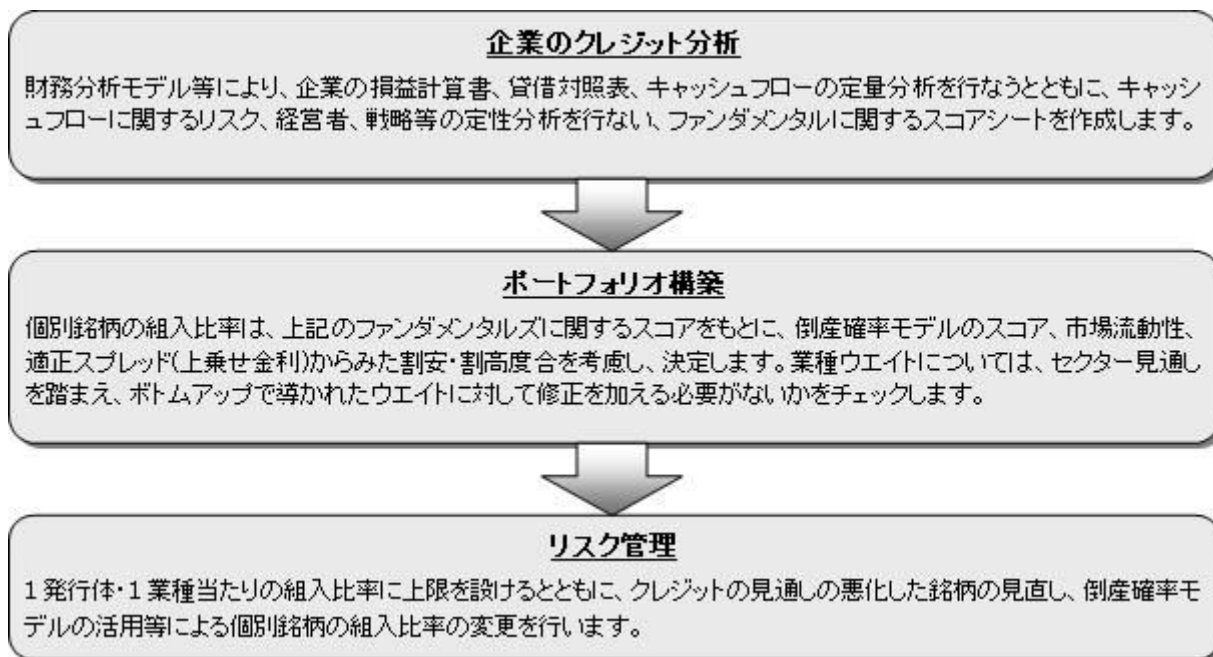 企業のクレジット分析
財務分析モデル等により、企業の損益計算書、貸借対照表、キャッシュフローの定量分析を行なうとともに、キャッシ
ュフローに関するリスク、経営者、戦略等の定性分析を行ない、ファンダメンタルに関するスコアシートを作成します。
ポートフォリオ構築
個別銘柄の組入比率は、上記のファンダメンタルズに関するスコアをもとに、倒産確率モデルのスコア、市場流動性、
適正スプレッド(上乗せ金利)からみた割安・割高度合を考慮し、決定します。業種ウエイトについては、セクター見通し
を踏まえ、ボトムアップで導かれたウエイトに対して修正を加える必要がないかをチェックします。
リスク管理
1発行体・1業種当たりの組入比率に上限を設けるとともに、クレジットの見通しの悪化した銘柄の見直し、倒産確率モ
デルの活用等による個別銘柄の組入比率の変更を行います。